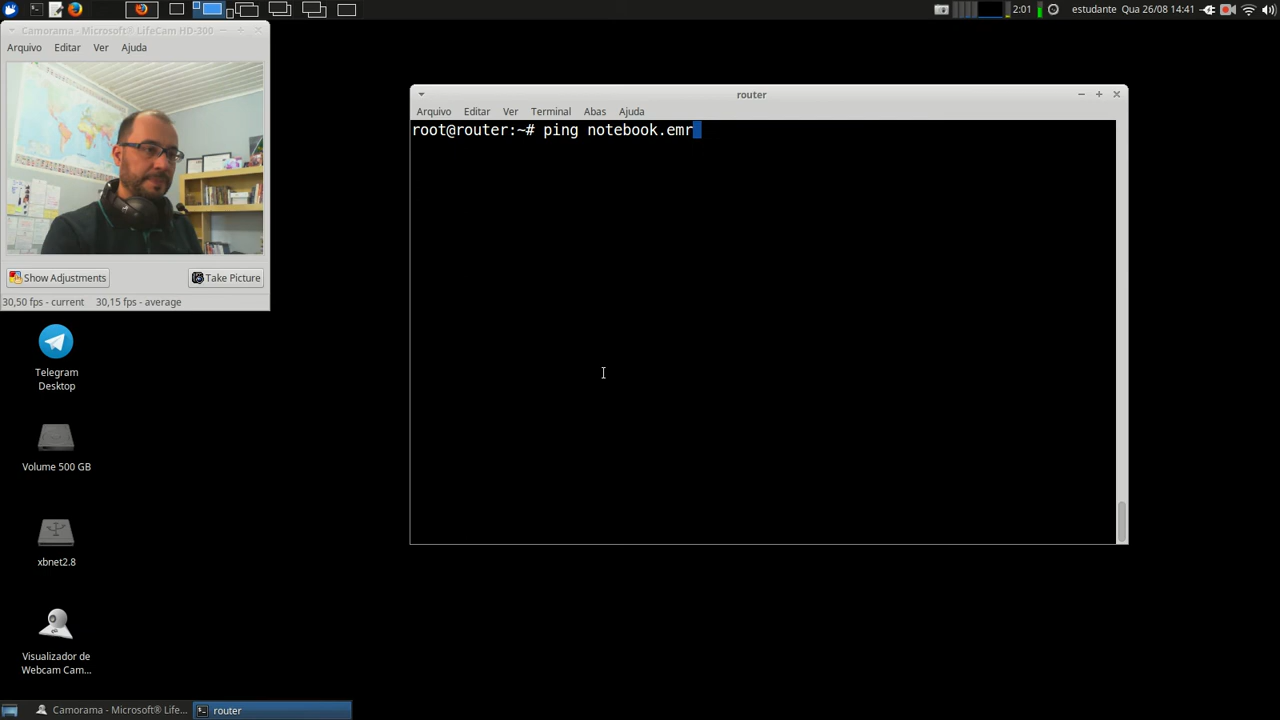 2:01
estudante Qua 26/08 14:41
Camorama - Microsoft® LifeCam HD-300
Arquivo Editar Ver Ajuda
Show Adjustments
Take Picture
30,50 fps - current 30,15 fps - average
router
Arquivo Editar Ver Terminal Abas Ajuda
root@router:~# ping notebook.emr
Telegram
Desktop
Volume 500 GB
xbnet2.8
Visualizador de
Webcam Cam...
Camorama - Microsoft® Life...
router